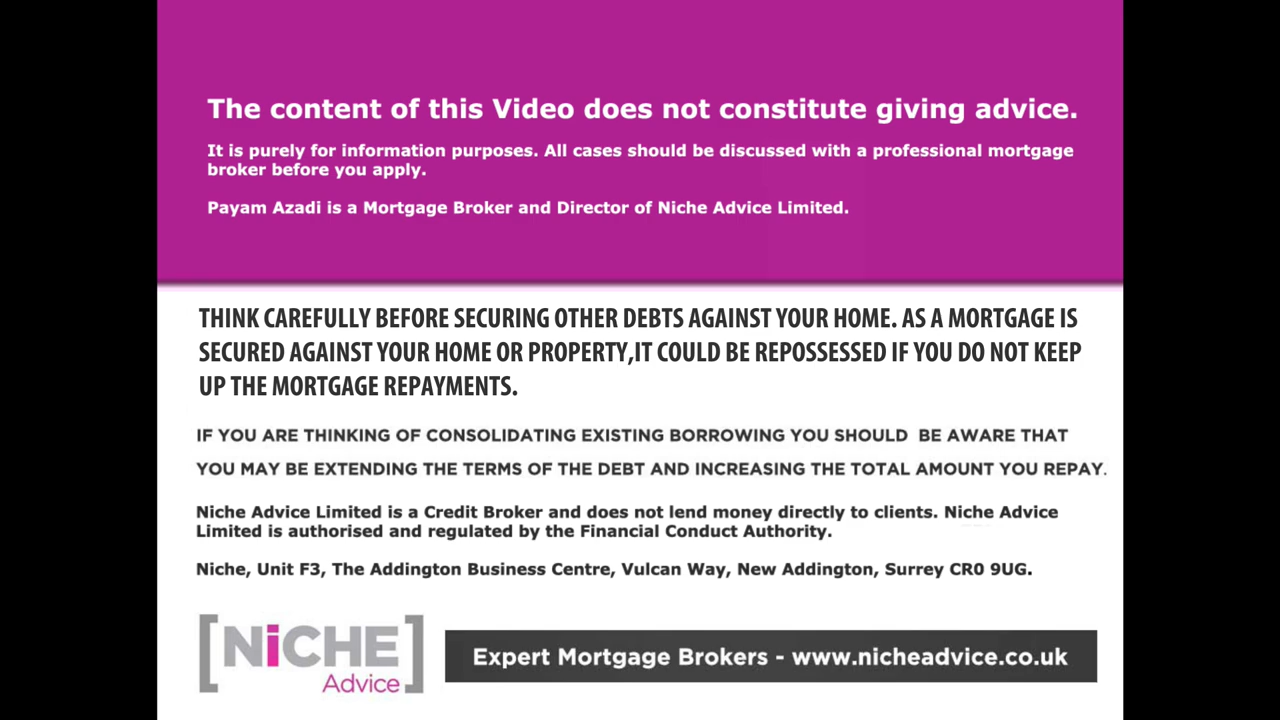 The content of this Video does not constitute giving advice.
It is purely for information purposes. All cases should be discussed with a professional mortgage
broker before you apply.
Payam Azadi is a Mortgage Broker and Director of Niche Advice Limited.
THINK CAREFULLY BEFORE SECURING OTHER DEBTS AGAINST YOUR HOME. AS A MORTGAGE IS
SECURED AGAINST YOUR HOME OR PROPERTY,IT COULD BE REPOSSESSED IF YOU DO NOT KEEP
UP THE MORTGAGE REPAYMENTS.
IF YOU ARE THINKING OF CONSOLIDATING EXISTING BORROWING YOU SHOULD BE AWARE THAT
YOU MAY BE EXTENDING THE TERMS OF THE DEBT AND INCREASING THE TOTAL AMOUNT YOU REPAY.
Niche Advice Limited is a Credit Broker and does not lend money directly to clients. Niche Advice
Limited is authorised and regulated by the Financial Conduct Authority.
Niche, Unit F3, The Addington Business Centre, Vulcan Way, New Addington, Surrey CR0 9UG.
[NiCHE
Advice]
Expert Mortgage Brokers - www.nicheadvice.co.uk